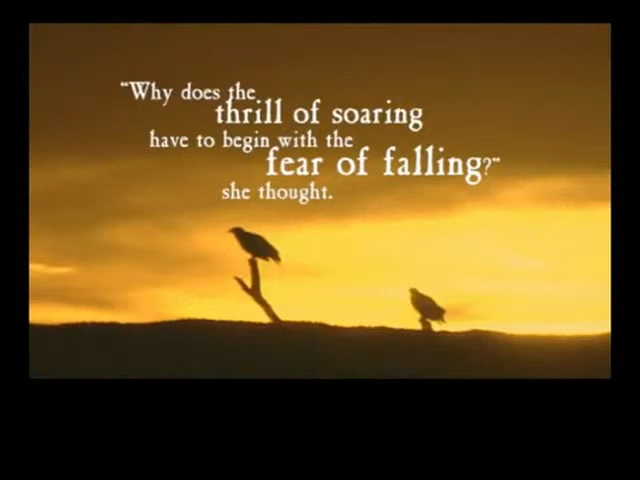 "Why does the
thrill of soaring
have to begin with the
fear of falling?"
she thought.